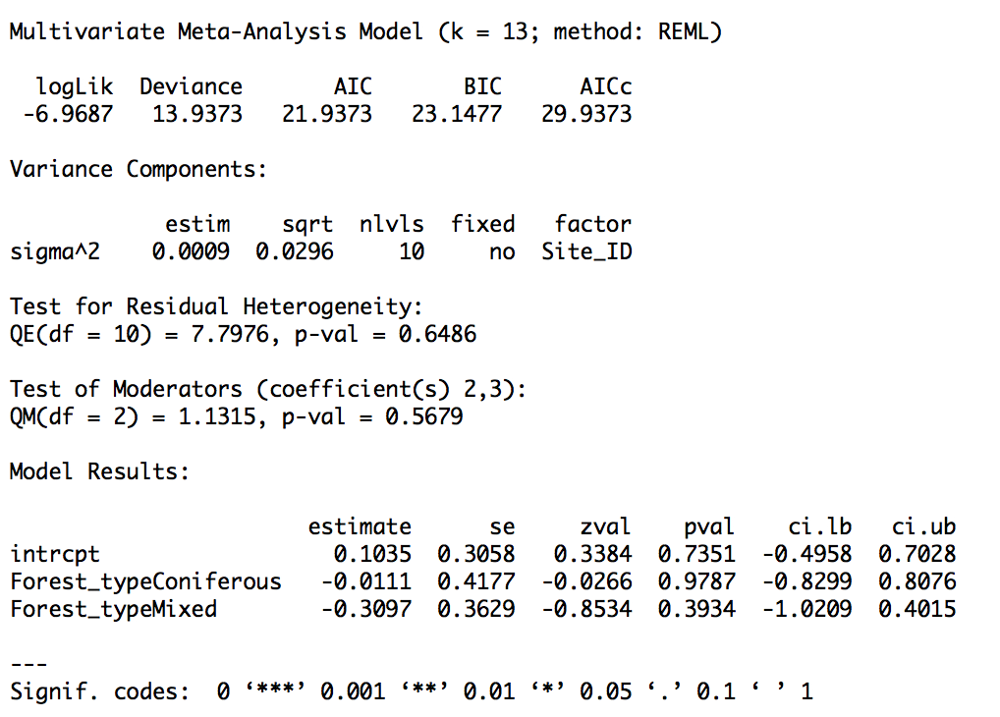 Multivariate Meta-Analysis Model (k = 13; method: REML)
logLik Deviance AIC BIC AICc
-6.9687 13.9373 21.9373 23.1477 29.9373
Variance Components:
estim sqrt nlvls fixed factor
sigma^2 0.0009 0.0296 10 no Site_ID
Test for Residual Heterogeneity:
QE(df = 10) = 7.7976, p-val = 0.6486
Test of Moderators (coefficient(s) 2,3):
QM(df = 2) = 1.1315, p-val = 0.5679
Model Results:
estimate se zval pval ci.lb ci.ub
intrcpt 0.1035 0.3058 0.3384 0.7351 -0.4958 0.7028
Forest_typeConiferous -0.0111 0.4177 -0.0266 0.9787 -0.8299 0.8076
Forest_typeMixed -0.3097 0.3629 -0.8534 0.3934 -1.0209 0.4015
---
Signif. codes: 0 ‘***’ 0.001 ‘**’ 0.01 ‘*’ 0.05 ‘.’ 0.1 ‘ ’ 1